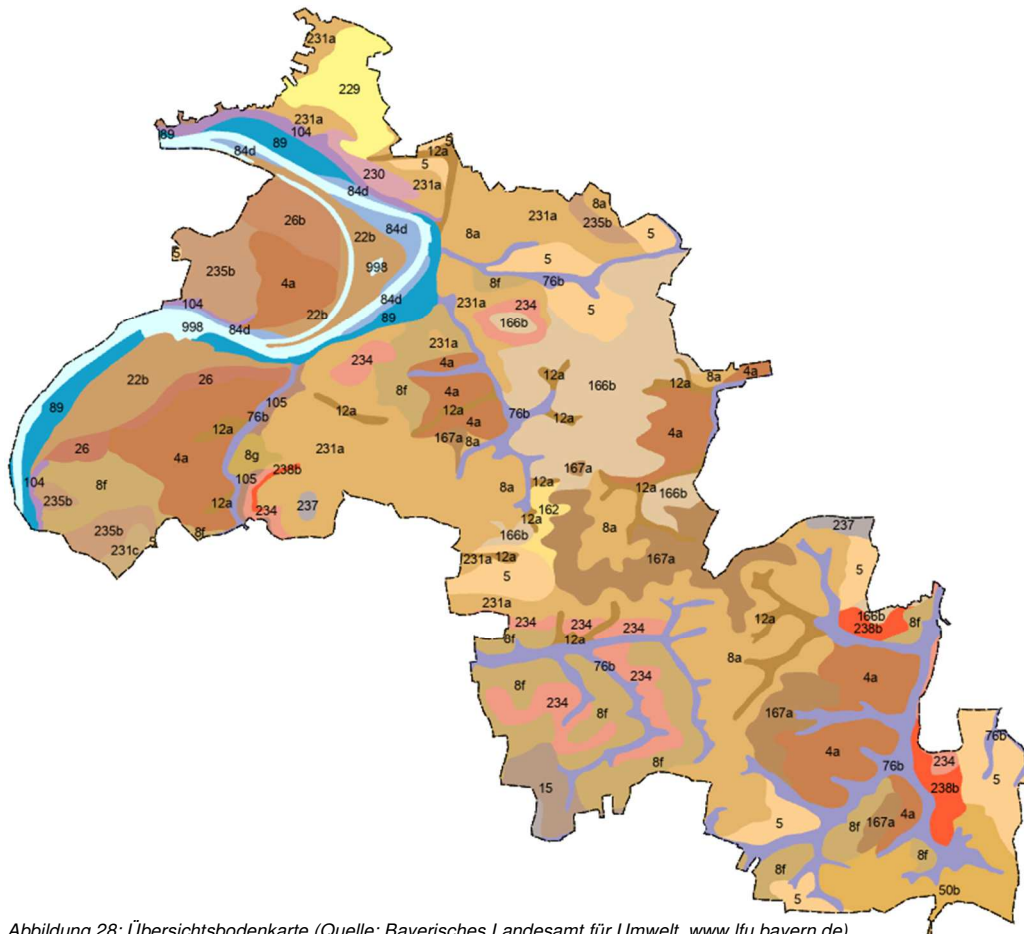 231a
229
231a
104
89
89
84d
5
12a
5
230
84d
231a
26b
22b
84d
8a
231a
8a
235b
5
5
998
235b
4a
5
8f
76b
84d
104
22b
89
231a
234
166b
5
998
84d
231a
234
4a
22b
26
8f
4a
12a
166b
12a
8a
4a
89
105
76b
12a
12a
4a
76b
12a
4a
12a
167a
8a
26
4a
8g
231a
104
8f
105
238b
167a
8a
12a
12a
166b
235b
12a
234
237
162
12a
8a
237
235b
8f
166b
231c
5
231a
12a
167a
5
5
231a
12a
166b
238b
8f
234
234
234
8f
12a
76b
8a
4a
8f
234
234
8f
167a
76b
4a
76b
234
8f
15
238b
5
5
8f
167a
4a
8f
8f
5
50b
Abbildung 28: Übersichtsbodenkarte (Quelle: Bayerisches Landesamt für Umwelt, www.lfu.bayern.de)